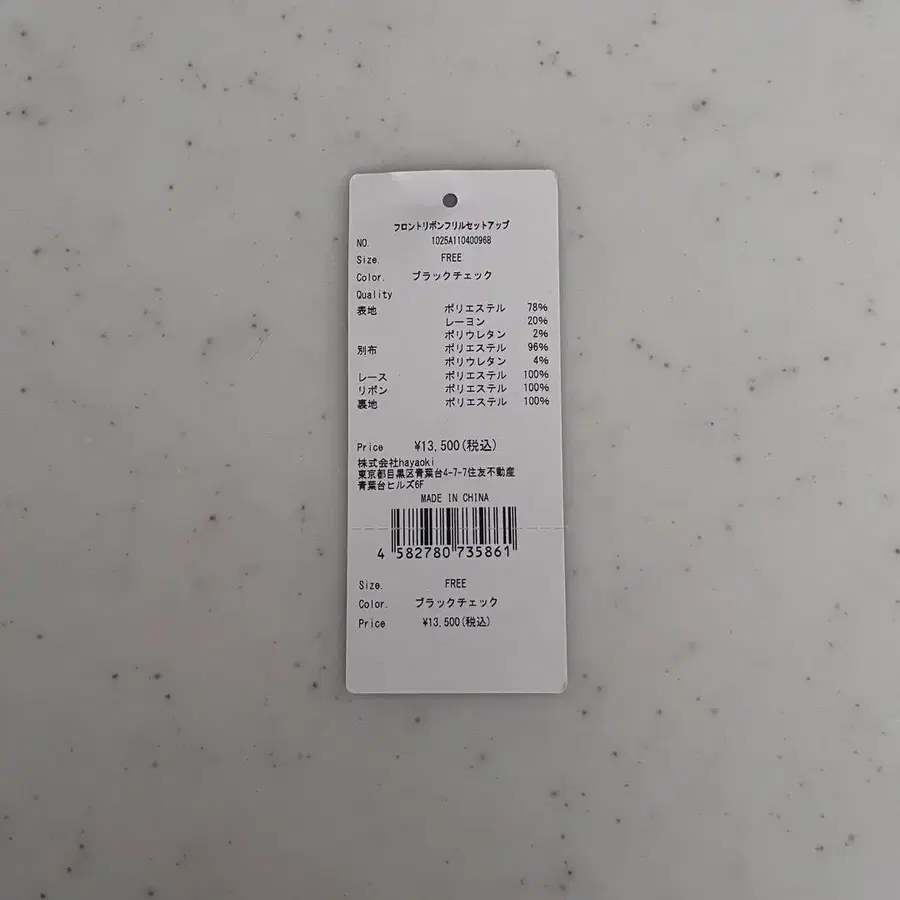 フロントリボンフリルセットアップ
NO. 1025A110400968
Size. FREE
Color. ブラックチェック
Quality
表地 ポリエステル 78%
レーヨン 20%
ポリウレタン 2%
別布 ポリエステル 96%
ポリウレタン 4%
レース ポリエステル 100%
リボン ポリエステル 100%
裏地 ポリエステル 100%
Price ¥13,500(税込)
株式会社hayaoki
東京都目黒区青葉台4-7-7住友不動産
青葉台ヒルズ6F
MADE IN CHINA
4 582780 735861
Size. FREE
Color. ブラックチェック
Price ¥13,500(税込)